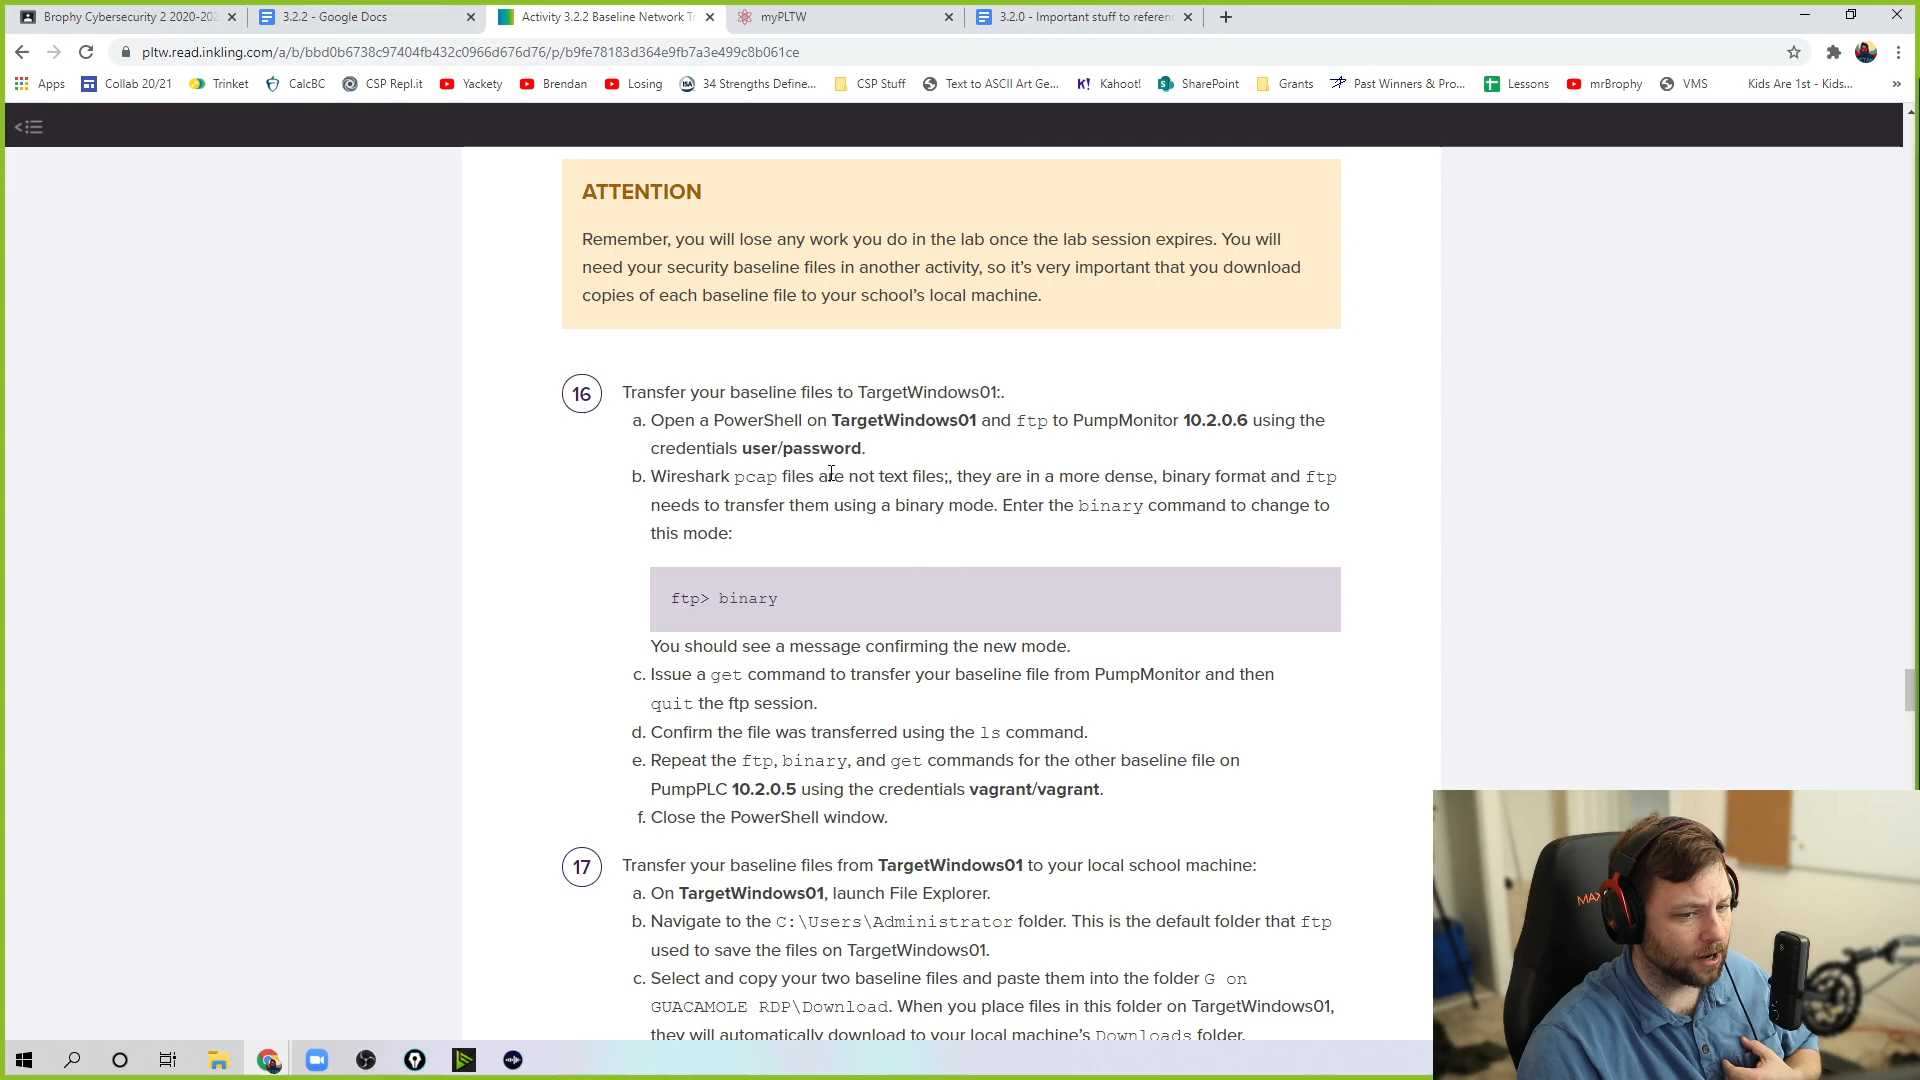 Brophy Cybersecurity 2 2020-202
3.2.2 - Google Docs
Activity 3.2.2 Baseline Network Tr
myPLTW
3.2.0 - Important stuff to referen
pltw.read.inkling.com/a/b/bbd0b6738c97404fb432c0966d676d76/p/b9fe78183d364e9fb7a3e499c8b061ce
Apps Collab 20/21 Trinket CalcBC CSP Repl.it Yackety Brendan Losing 34 Strengths Define... CSP Stuff Text to ASCII Art Ge... K! Kahoot! SharePoint Grants Past Winners & Pro... Lessons mrBrophy VMS Kids Are 1st - Kids... »
ATTENTION
Remember, you will lose any work you do in the lab once the lab session expires. You will
need your security baseline files in another activity, so it's very important that you download
copies of each baseline file to your school's local machine.
16 Transfer your baseline files to TargetWindows01:.
a. Open a PowerShell on TargetWindows01 and ftp to PumpMonitor 10.2.0.6 using the
credentials user/password.
b. Wireshark pcap files are not text files;, they are in a more dense, binary format and ftp
needs to transfer them using a binary mode. Enter the binary command to change to
this mode:
ftp> binary
You should see a message confirming the new mode.
c. Issue a get command to transfer your baseline file from PumpMonitor and then
quit the ftp session.
d. Confirm the file was transferred using the ls command.
e. Repeat the ftp, binary, and get commands for the other baseline file on
PumpPLC 10.2.0.5 using the credentials vagrant/vagrant.
f. Close the PowerShell window.
17 Transfer your baseline files from TargetWindows01 to your local school machine:
a. On TargetWindows01, launch File Explorer.
b. Navigate to the C:\Users\Administrator folder. This is the default folder that ftp
used to save the files on TargetWindows01.
c. Select and copy your two baseline files and paste them into the folder G on
GUACAMOLE RDP\Download. When you place files in this folder on TargetWindows01,
they will automatically download to your local machine's Downloads folder.
MAX